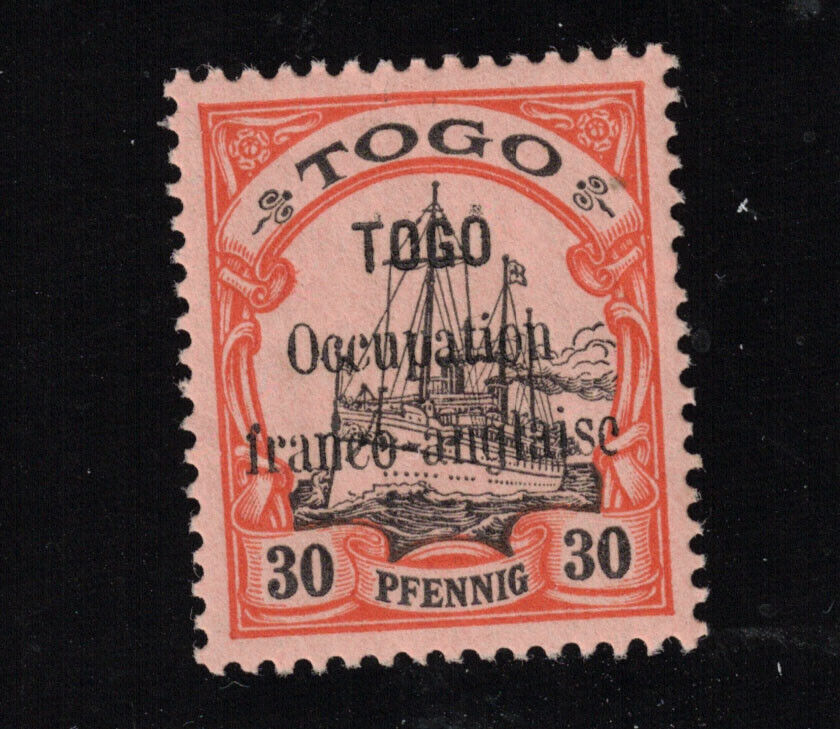 TOGO
TOGO
Occupation
franco-anglaise
30 PFENNIG 30